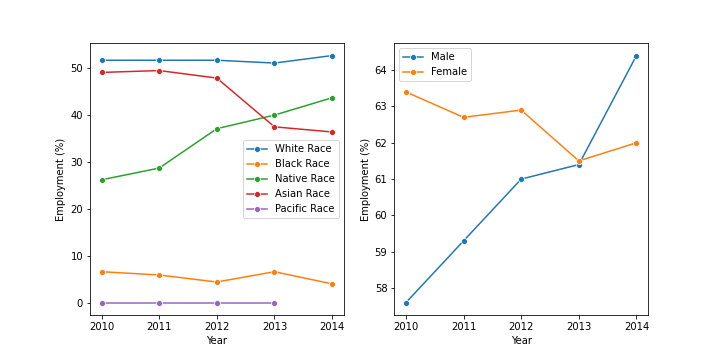 50
40
30
20
10
0
Employment (%)
2010 2011 2012 2013 2014
Year
White Race
Black Race
Native Race
Asian Race
Pacific Race
64
63
62
61
60
59
58
Employment (%)
2010 2011 2012 2013 2014
Year
Male
Female